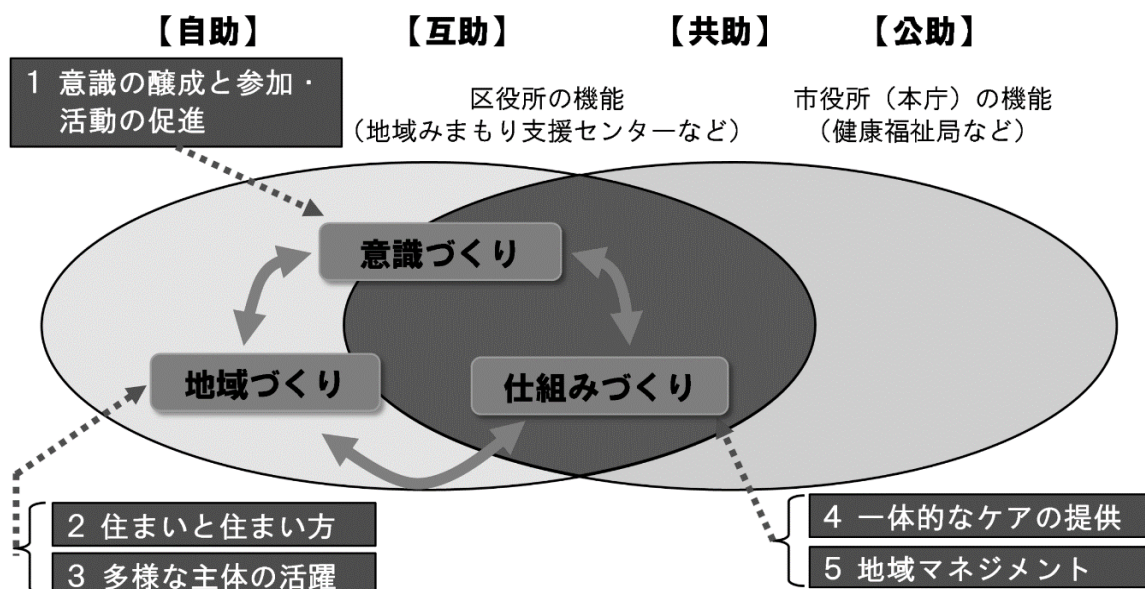 【自助】 【互助】 【共助】 【公助】
1 意識の醸成と参加・
活動の促進
区役所の機能
（地域みまもり支援センターなど）
市役所（本庁）の機能
（健康福祉局など）
意識づくり
地域づくり
仕組みづくり
2 住まいと住まい方
3 多様な主体の活躍
4 一体的なケアの提供
5 地域マネジメント